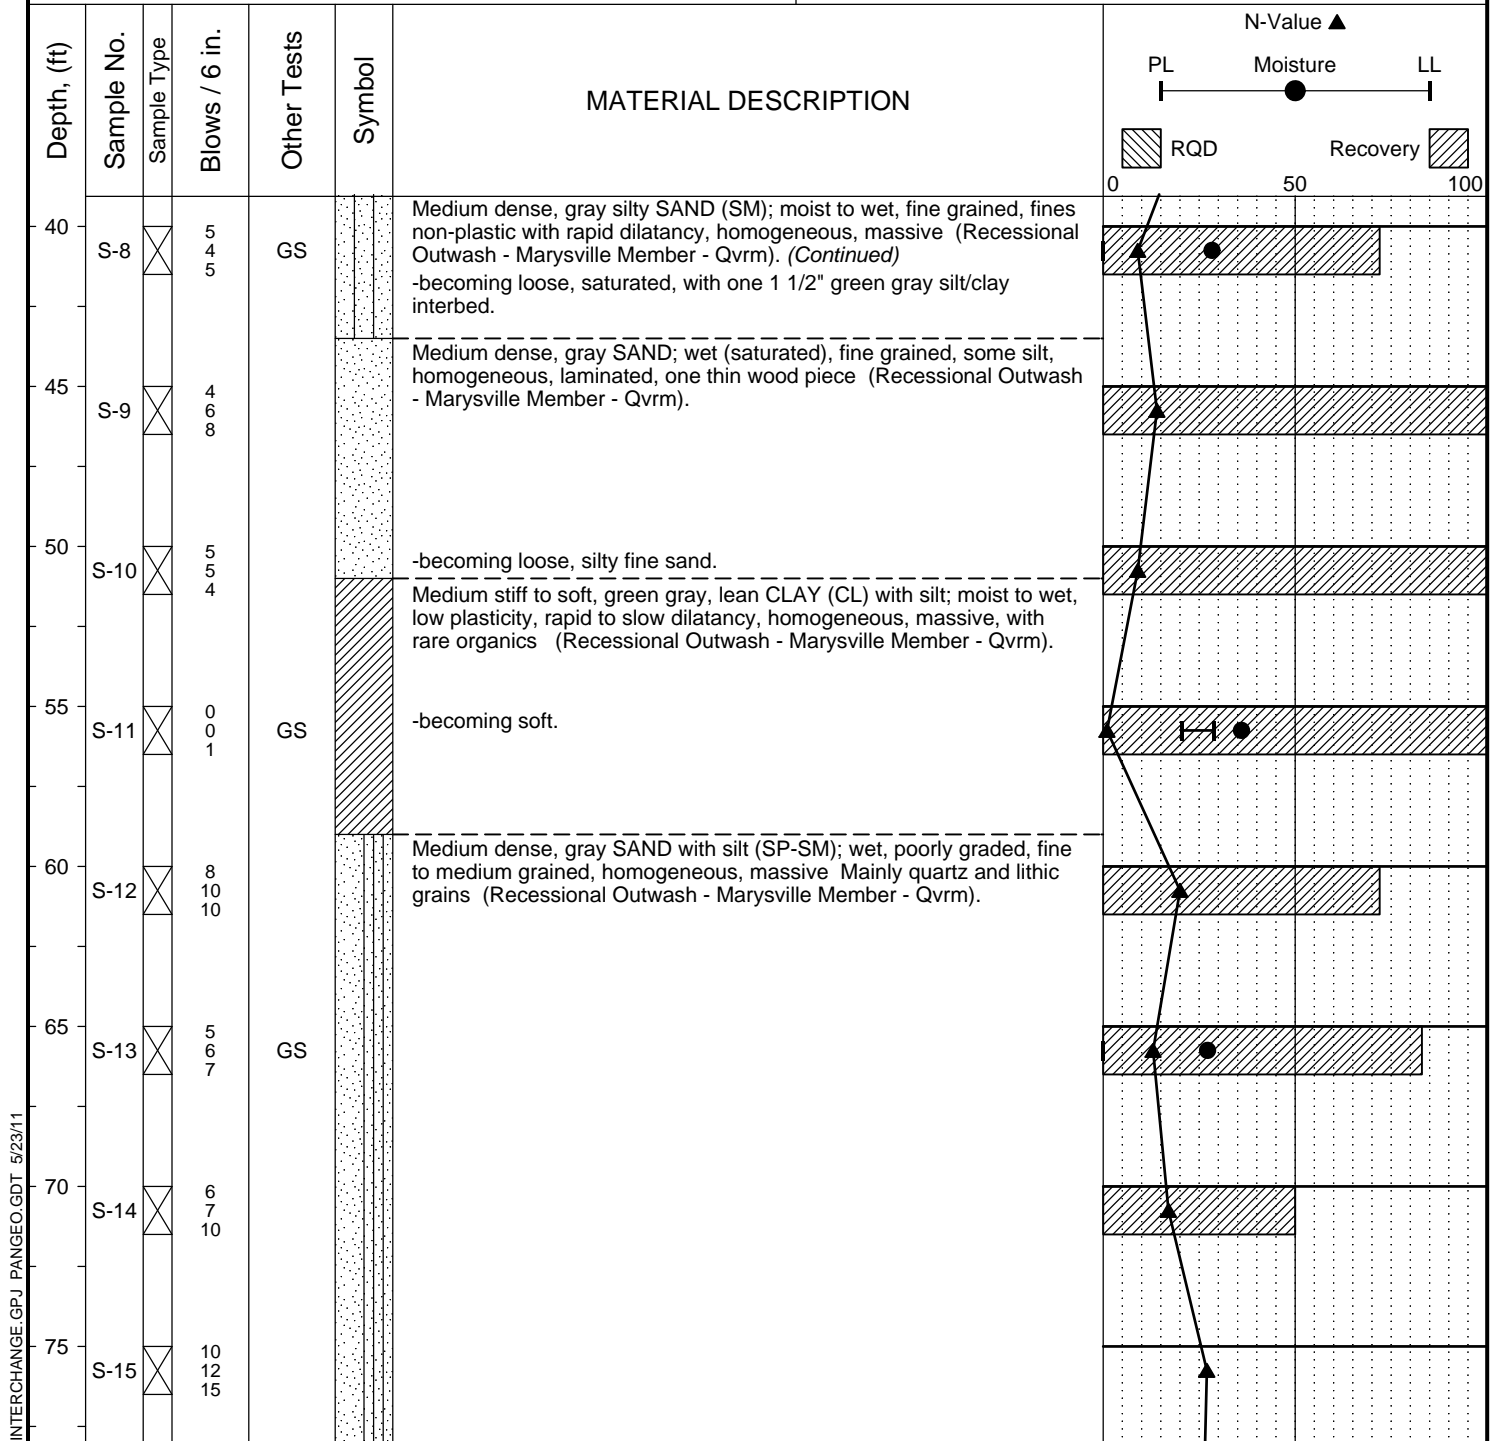 Depth, (ft)
Sample No.
Sample Type
Blows / 6 in.
Other Tests
Symbol
MATERIAL DESCRIPTION
N-Value ▲
PL Moisture LL
RQD Recovery
0 50 100
40
S-8
5
4
5
GS
Medium dense, gray silty SAND (SM); moist to wet, fine grained, fines
non-plastic with rapid dilatancy, homogeneous, massive (Recessional
Outwash - Marysville Member - Qvrm). (Continued)
-becoming loose, saturated, with one 1 1/2" green gray silt/clay
interbed.
Medium dense, gray SAND; wet (saturated), fine grained, some silt,
homogeneous, laminated, one thin wood piece (Recessional Outwash
- Marysville Member - Qvrm).
45
S-9
4
6
8
50
S-10
5
5
4
-becoming loose, silty fine sand.
Medium stiff to soft, green gray, lean CLAY (CL) with silt; moist to wet,
low plasticity, rapid to slow dilatancy, homogeneous, massive, with
rare organics (Recessional Outwash - Marysville Member - Qvrm).
55
S-11
0
0
1
GS
-becoming soft.
Medium dense, gray SAND with silt (SP-SM); wet, poorly graded, fine
to medium grained, homogeneous, massive Mainly quartz and lithic
grains (Recessional Outwash - Marysville Member - Qvrm).
60
S-12
8
10
10
65
S-13
5
6
7
GS
70
S-14
6
7
10
75
S-15
10
12
15
INTERCHANGE.GPJ PANGEO.GDT 5/23/11